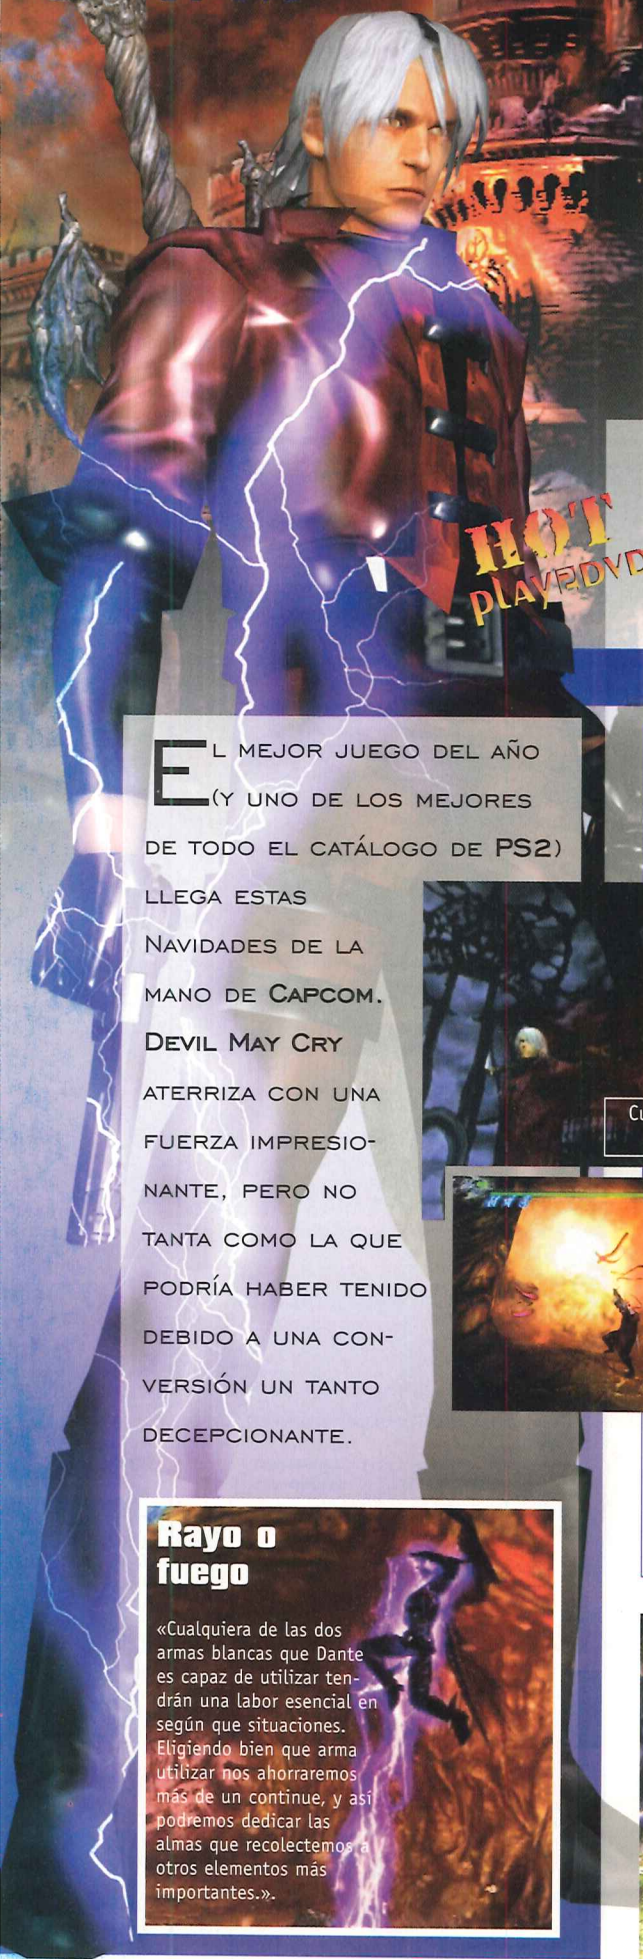 HOT
PLAY2DVD
EL MEJOR JUEGO DEL AÑO
(Y UNO DE LOS MEJORES
DE TODO EL CATÁLOGO DE PS2)
LLEGA ESTAS
NAVIDADES DE LA
MANO DE CAPCOM.
DEVIL MAY CRY
ATERRIZA CON UNA
FUERZA IMPRESIO-
NANTE, PERO NO
TANTA COMO LA QUE
PODRÍA HABER TENIDO
DEBIDO A UNA CON-
VERSIÓN UN TANTO
DECEPCIONANTE.
Rayo o
fuego
«Cualquiera de las dos
armas blancas que Dante
es capaz de utilizar ten-
drán una labor esencial en
según que situaciones.
Eligiendo bien que arma
utilizar nos ahorraremos
más de un continue, y así
podremos dedicar las
almas que recolectemos a
otros elementos más
importantes.».